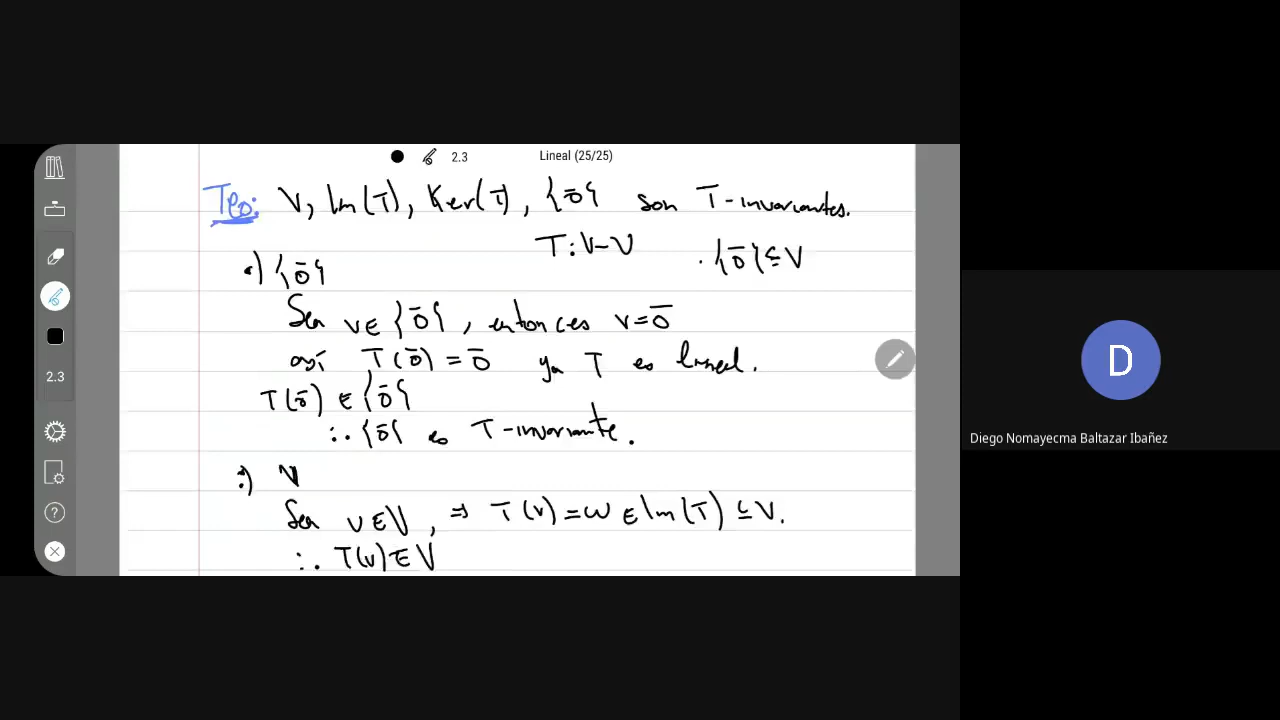 2.3 Lineal (25/25)
Teo: V, Im(T), Ker(T), {0̄} son T-invariantes.
T: V-V · {0̄} ⊆ V
•) {0̄}
Sea v ∈ {0̄}, entonces v = 0̄
así T(0̄) = 0̄ ya T es lineal.
T(0̄) ∈ {0̄}
∴ {0̄} es T-invariante.
:) V
Sea v ∈ V, ⇒ T(v) = w ∈ Im(T) ⊆ V.
∴ T(v) ∈ V
2.3
D
Diego Nomayecma Baltazar Ibañez